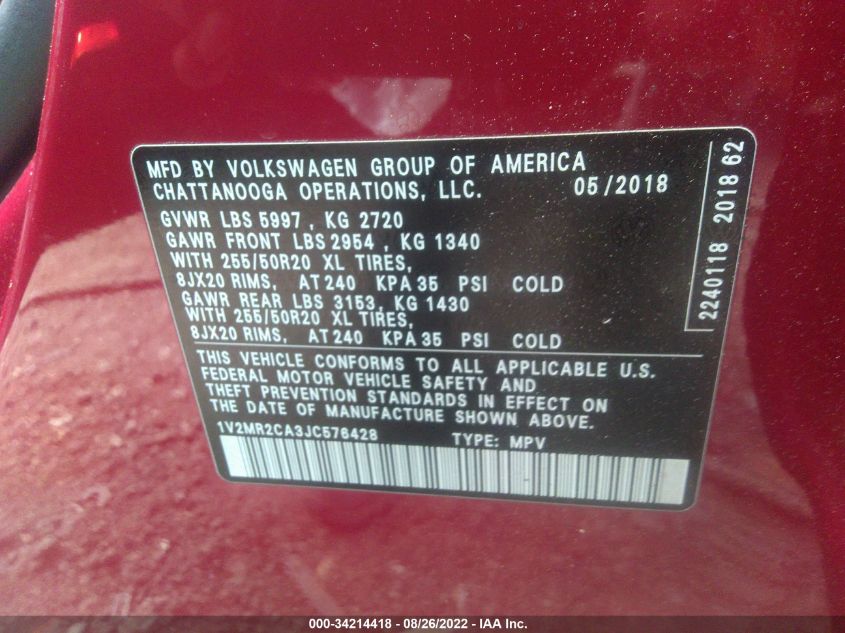 MFD BY VOLKSWAGEN GROUP OF AMERICA
CHATTANOOGA OPERATIONS, LLC. 05/2018
GVWR LBS 5997 , KG 2720
GAWR FRONT LBS 2954 , KG 1340
WITH 255/50R20 XL TIRES,
8JX20 RIMS, AT 240 KPA 35 PSI COLD
GAWR REAR LBS 3153, KG 1430
WITH 255/50R20 XL TIRES,
8JX20 RIMS, AT 240 KPA 35 PSI COLD
THIS VEHICLE CONFORMS TO ALL APPLICABLE U.S.
FEDERAL MOTOR VEHICLE SAFETY AND
THEFT PREVENTION STANDARDS IN EFFECT ON
THE DATE OF MANUFACTURE SHOWN ABOVE.
1V2MR2CA3JC576428 TYPE: MPV
2240118 2018 62
000-34214418 - 08/26/2022 - IAA Inc.